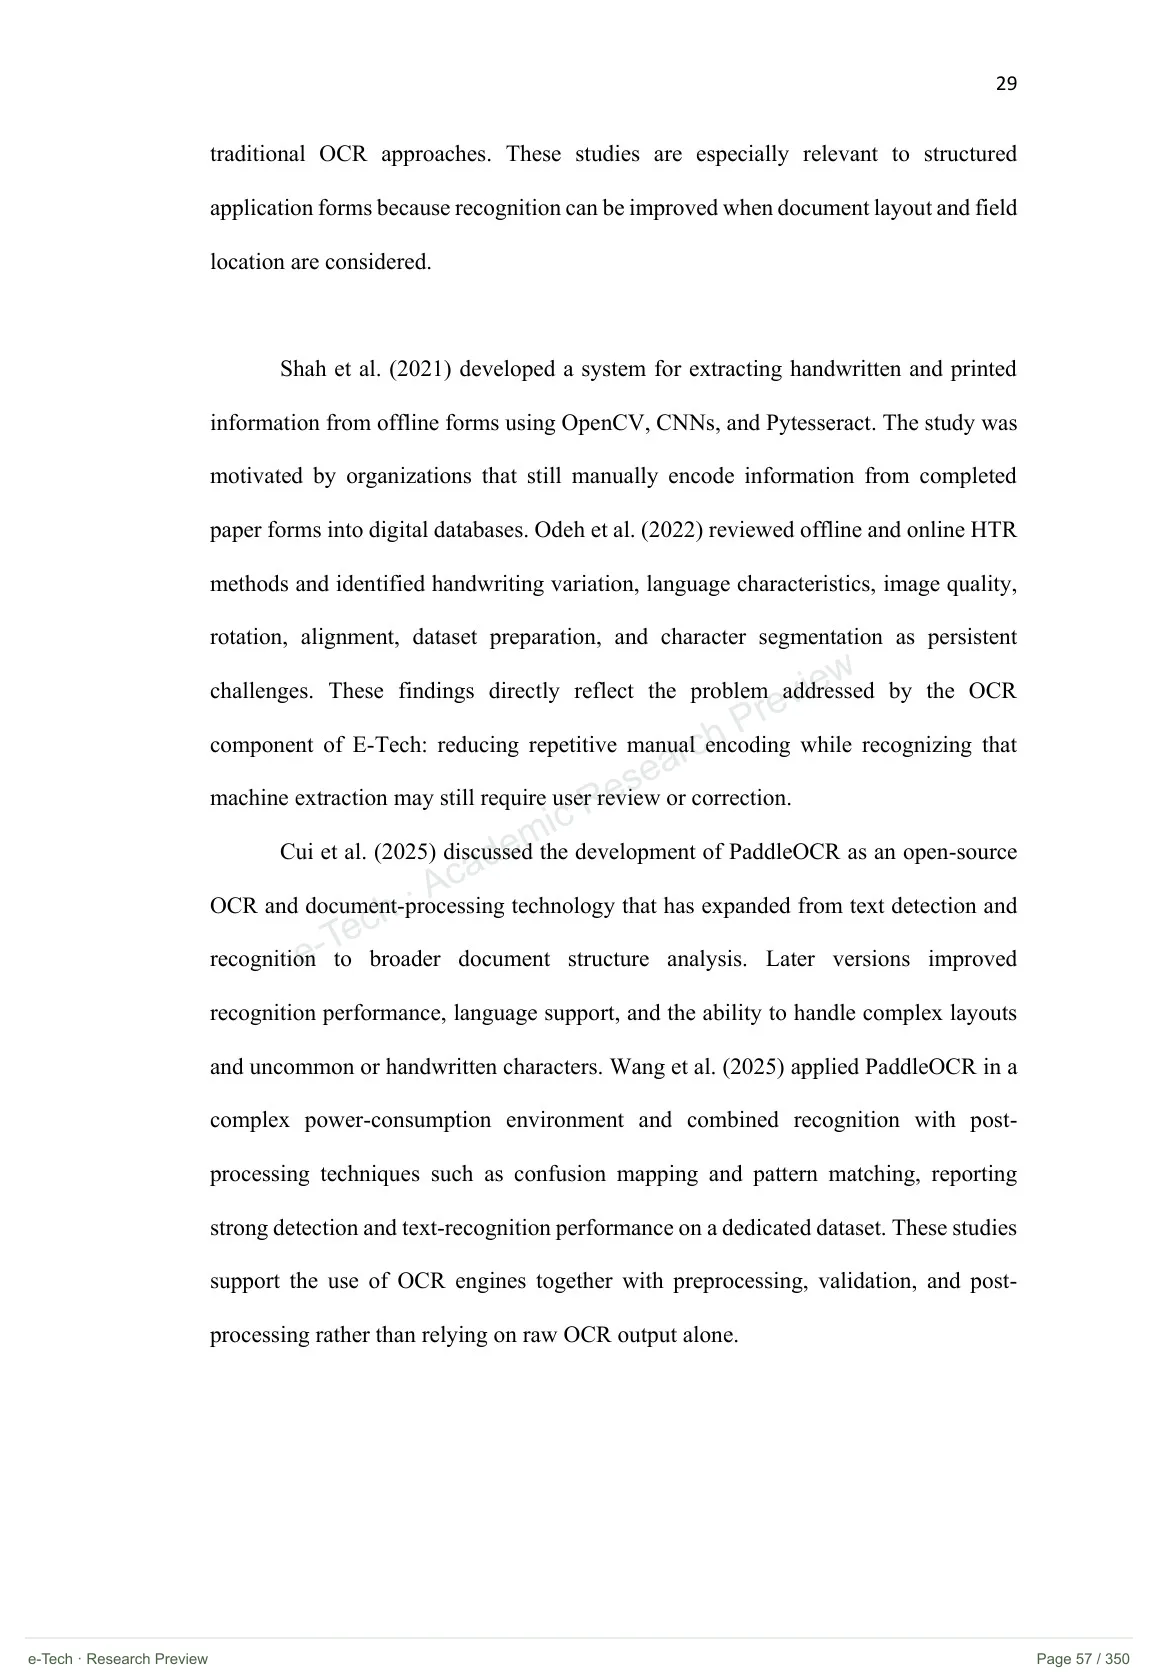 29
traditional OCR approaches. These studies are especially relevant to structured
application forms because recognition can be improved when document layout and field
location are considered.
Shah et al. (2021) developed a system for extracting handwritten and printed
information from offline forms using OpenCV, CNNs, and Pytesseract. The study was
motivated by organizations that still manually encode information from completed
paper forms into digital databases. Odeh et al. (2022) reviewed offline and online HTR
methods and identified handwriting variation, language characteristics, image quality,
rotation, alignment, dataset preparation, and character segmentation as persistent
challenges. These findings directly reflect the problem addressed by the OCR
component of E-Tech: reducing repetitive manual encoding while recognizing that
machine extraction may still require user review or correction.
Cui et al. (2025) discussed the development of PaddleOCR as an open-source
OCR and document-processing technology that has expanded from text detection and
recognition to broader document structure analysis. Later versions improved
recognition performance, language support, and the ability to handle complex layouts
and uncommon or handwritten characters. Wang et al. (2025) applied PaddleOCR in a
complex power-consumption environment and combined recognition with post-
processing techniques such as confusion mapping and pattern matching, reporting
strong detection and text-recognition performance on a dedicated dataset. These studies
support the use of OCR engines together with preprocessing, validation, and post-
processing rather than relying on raw OCR output alone.
e-Tech · Academic Research Preview
e-Tech · Research Preview
Page 57 / 350